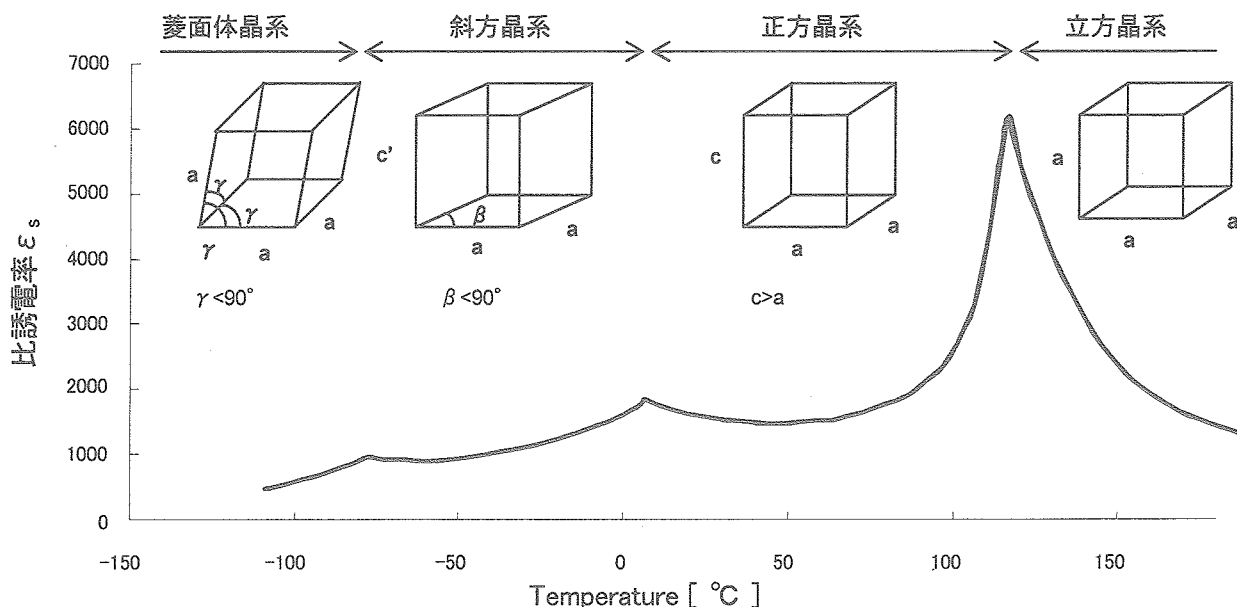 菱面体晶系 斜方晶系 正方晶系 立方晶系
7000
6000
5000
4000
3000
2000
1000
0
比誘電率 εs
a γ γ γ a a
γ<90°
c' β a a
β<90°
c a a
c>a
a a a
-150 -100 -50 0 50 100 150
Temperature [ ℃ ]